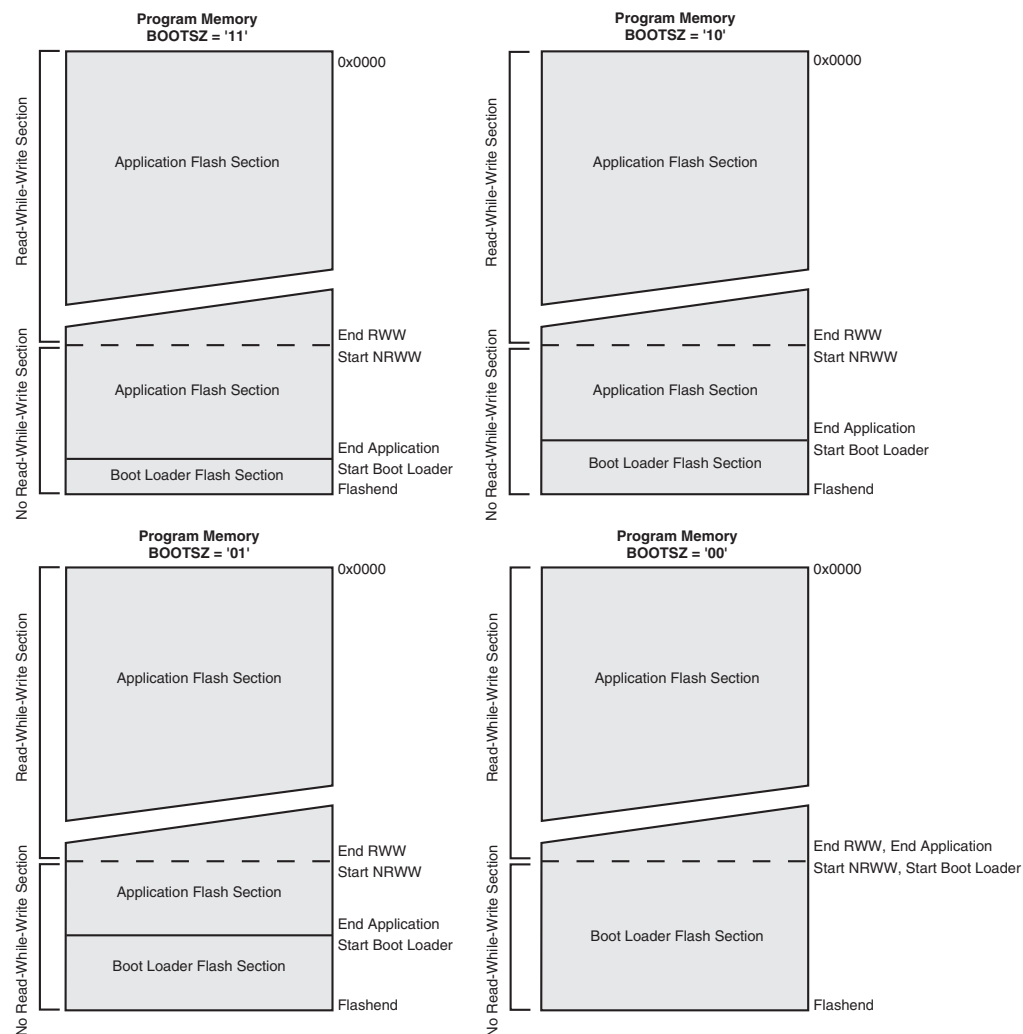 Program Memory
BOOTSZ = '11'
0x0000
Read-While-Write Section
Application Flash Section
End RWW
Start NRWW
No Read-While-Write Section
Application Flash Section
End Application
Start Boot Loader
Boot Loader Flash Section
Flashend
Program Memory
BOOTSZ = '10'
0x0000
Read-While-Write Section
Application Flash Section
End RWW
Start NRWW
No Read-While-Write Section
Application Flash Section
End Application
Start Boot Loader
Boot Loader Flash Section
Flashend
Program Memory
BOOTSZ = '01'
0x0000
Read-While-Write Section
Application Flash Section
End RWW
Start NRWW
No Read-While-Write Section
Application Flash Section
End Application
Start Boot Loader
Boot Loader Flash Section
Flashend
Program Memory
BOOTSZ = '00'
0x0000
Read-While-Write Section
Application Flash Section
End RWW, End Application
Start NRWW, Start Boot Loader
No Read-While-Write Section
Boot Loader Flash Section
Flashend